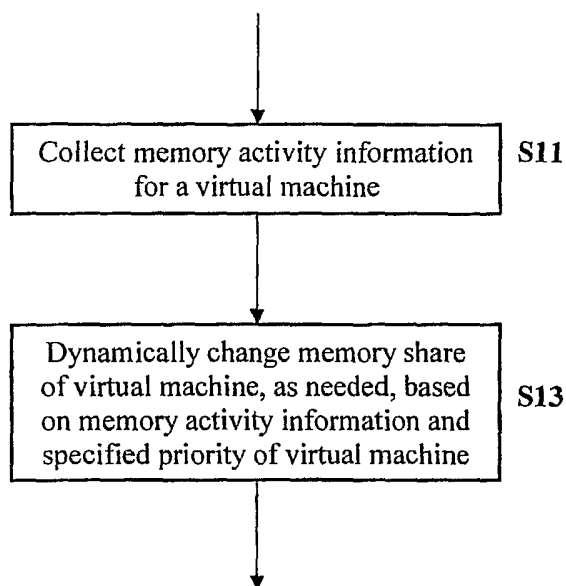 Collect memory activity information S11
for a virtual machine
Dynamically change memory share
of virtual machine, as needed, based
on memory activity information and S13
specified priority of virtual machine